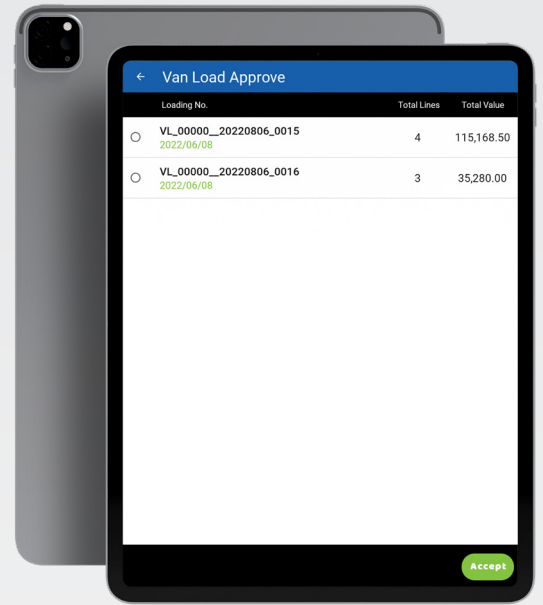 Van Load Approve
Loading No. Total Lines Total Value
VL_00000__20220806_0015 4 115,168.50
2022/06/08
VL_00000__20220806_0016 3 35,280.00
2022/06/08
Accept